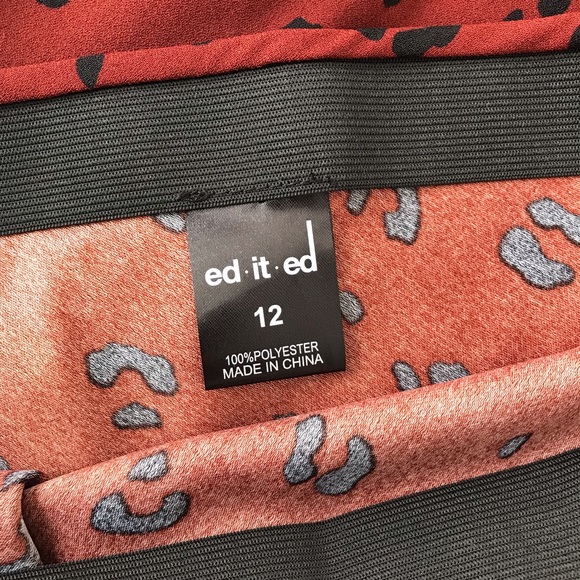 ed·it·ed
12
100%POLYESTER
MADE IN CHINA